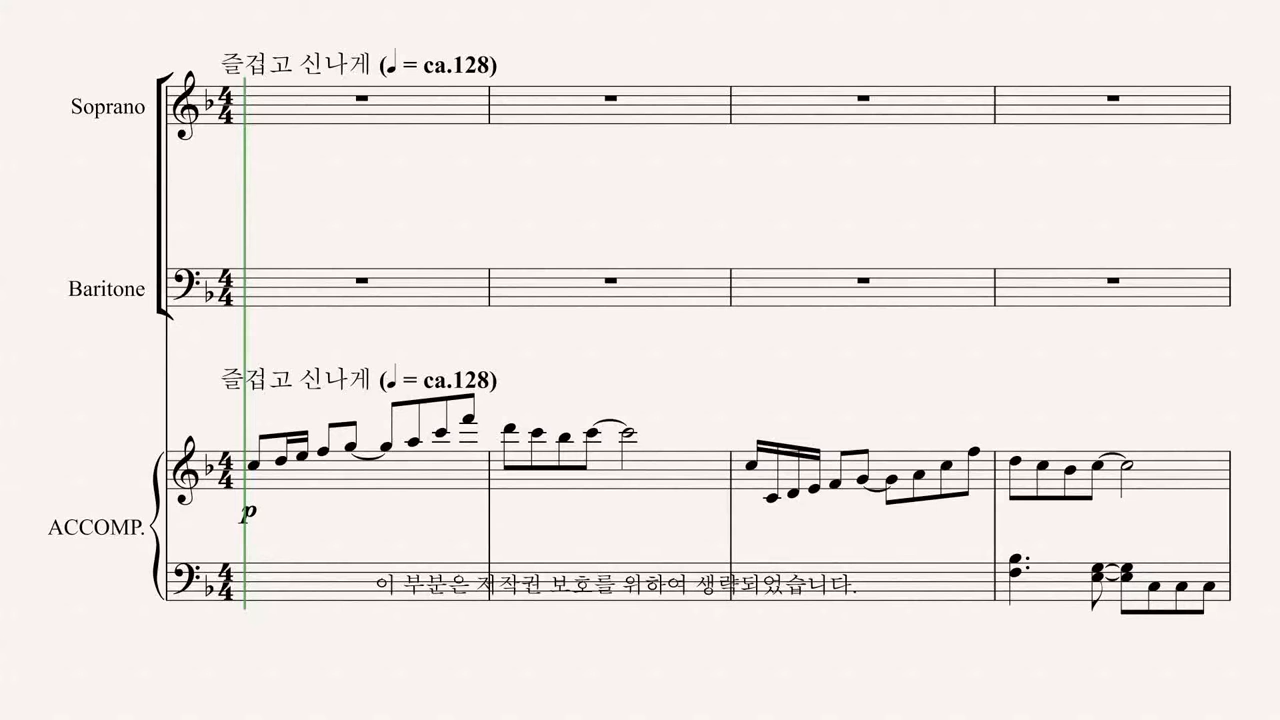 즐겁고 신나게 (♩ = ca.128)
Soprano
Baritone
즐겁고 신나게 (♩ = ca.128)
p
ACCOMP.
이 부분은 저작권 보호를 위하여 생략되었습니다.